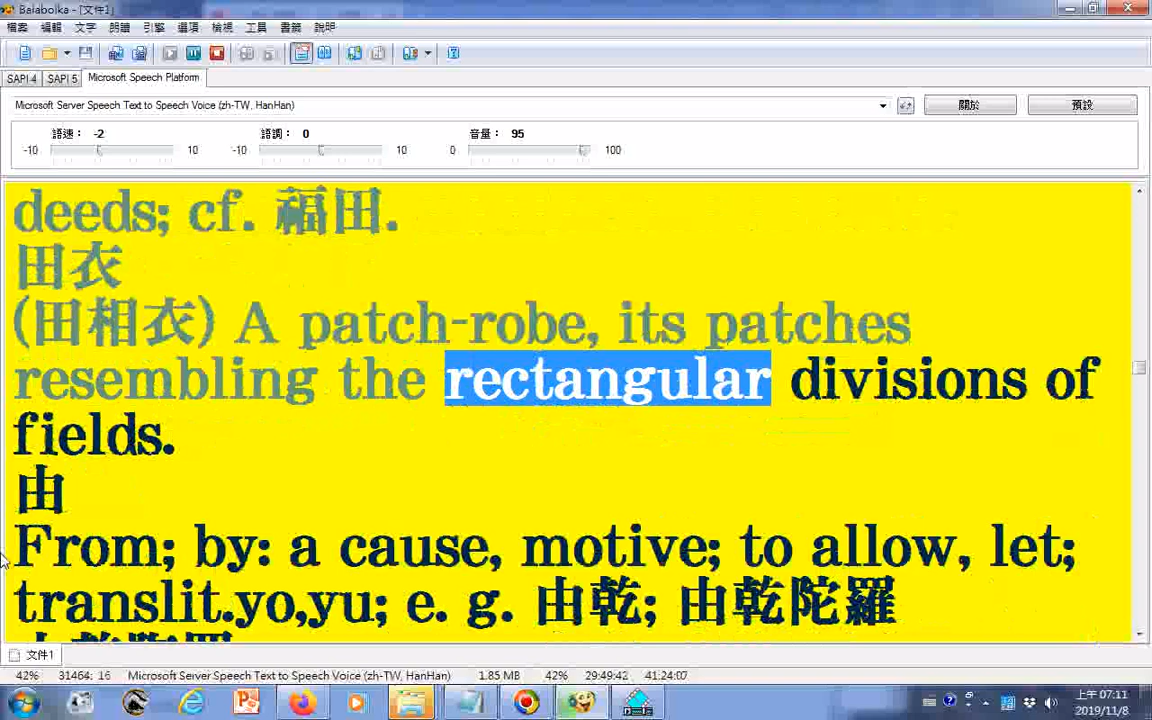 Balabolka - [文件1]
檔案 編輯 文字 朗讀 引擎 選項 檢視 工具 書籤 說明
SAPI 4 SAPI 5 Microsoft Speech Platform
Microsoft Server Speech Text to Speech Voice (zh-TW, HanHan) 關於 預設
語速： -2 語調： 0 音量： 95
-10 10 -10 10 0 100
deeds; cf. 福田.
田衣
(田相衣) A patch-robe, its patches
resembling the rectangular divisions of
fields.
由
From; by: a cause, motive; to allow, let;
translit.yo,yu; e. g. 由乾; 由乾陀羅
文件1
42% 31464: 16 Microsoft Server Speech Text to Speech Voice (zh-TW, HanHan) 1.85 MB 42% 29:49:42 41:24:07
上午 07:11
2019/11/8